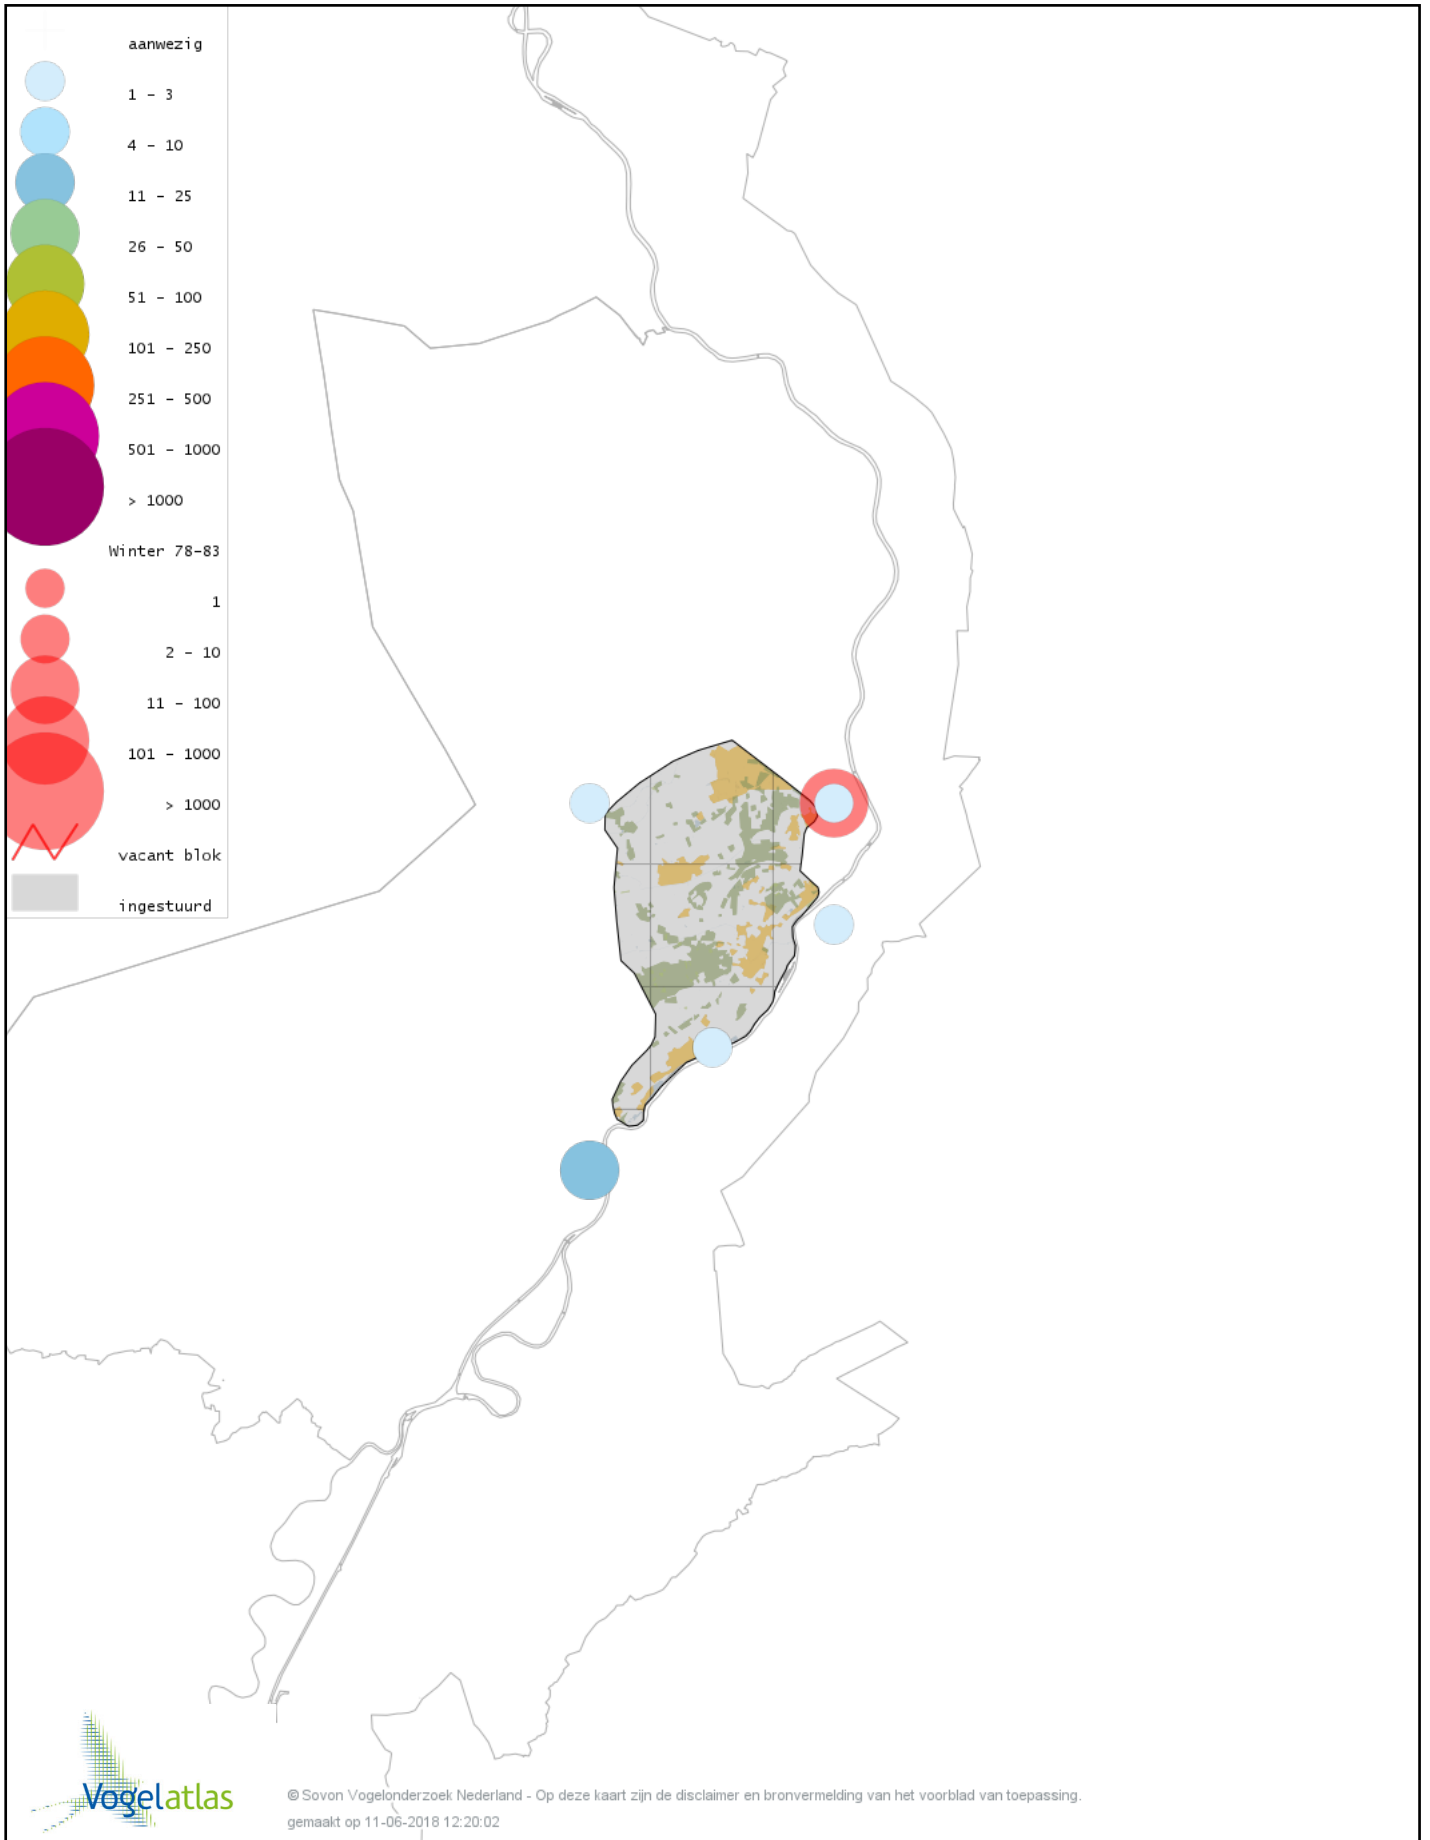 aanwezig
1 - 3
4 - 10
11 - 25
26 - 50
51 - 100
101 - 250
251 - 500
501 - 1000
> 1000
Winter 78-83
1
2 - 10
11 - 100
101 - 1000
> 1000
vacant blok
ingestuurd
Vogelatlas
© Sovon Vogelonderzoek Nederland - Op deze kaart zijn de disclaimer en bronvermelding van het voorblad van toepassing.
gemaakt op 11-06-2018 12:20:02